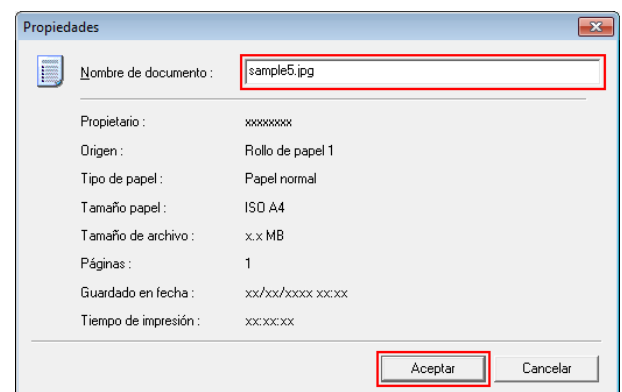 Propiedades
Nombre de documento : sample5.jpg
Propietario : xxxxxxxx
Origen : Rollo de papel 1
Tipo de papel : Papel normal
Tamaño papel : ISO A4
Tamaño de archivo : x.x MB
Páginas : 1
Guardado en fecha : xx/xx/xxxx xx:xx
Tiempo de impresión : xx:xx:xx
Aceptar Cancelar